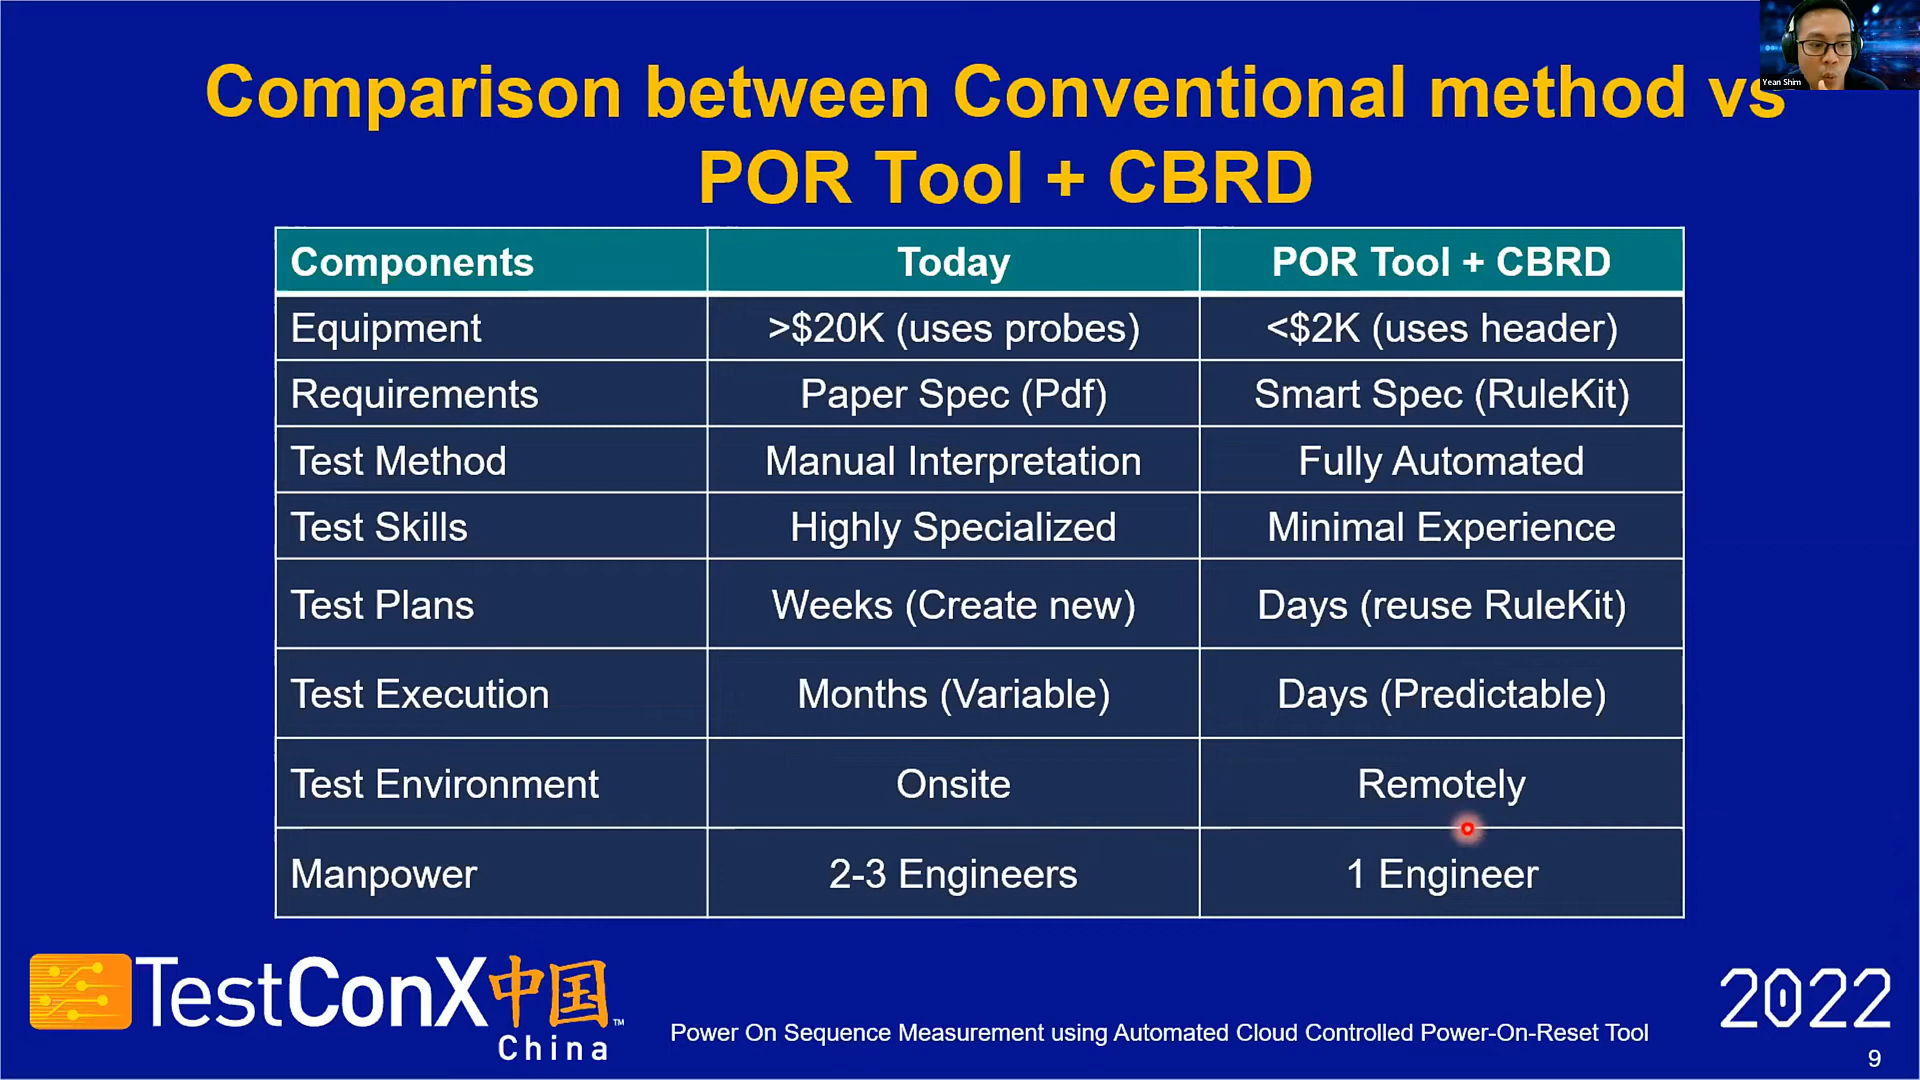 Yean Shim
Comparison between Conventional method vs
POR Tool + CBRD
Components Today POR Tool + CBRD
Equipment >$20K (uses probes) <$2K (uses header)
Requirements Paper Spec (Pdf) Smart Spec (RuleKit)
Test Method Manual Interpretation Fully Automated
Test Skills Highly Specialized Minimal Experience
Test Plans Weeks (Create new) Days (reuse RuleKit)
Test Execution Months (Variable) Days (Predictable)
Test Environment Onsite Remotely
Manpower 2-3 Engineers 1 Engineer
TestConX中国™
China
Power On Sequence Measurement using Automated Cloud Controlled Power-On-Reset Tool
2022
9